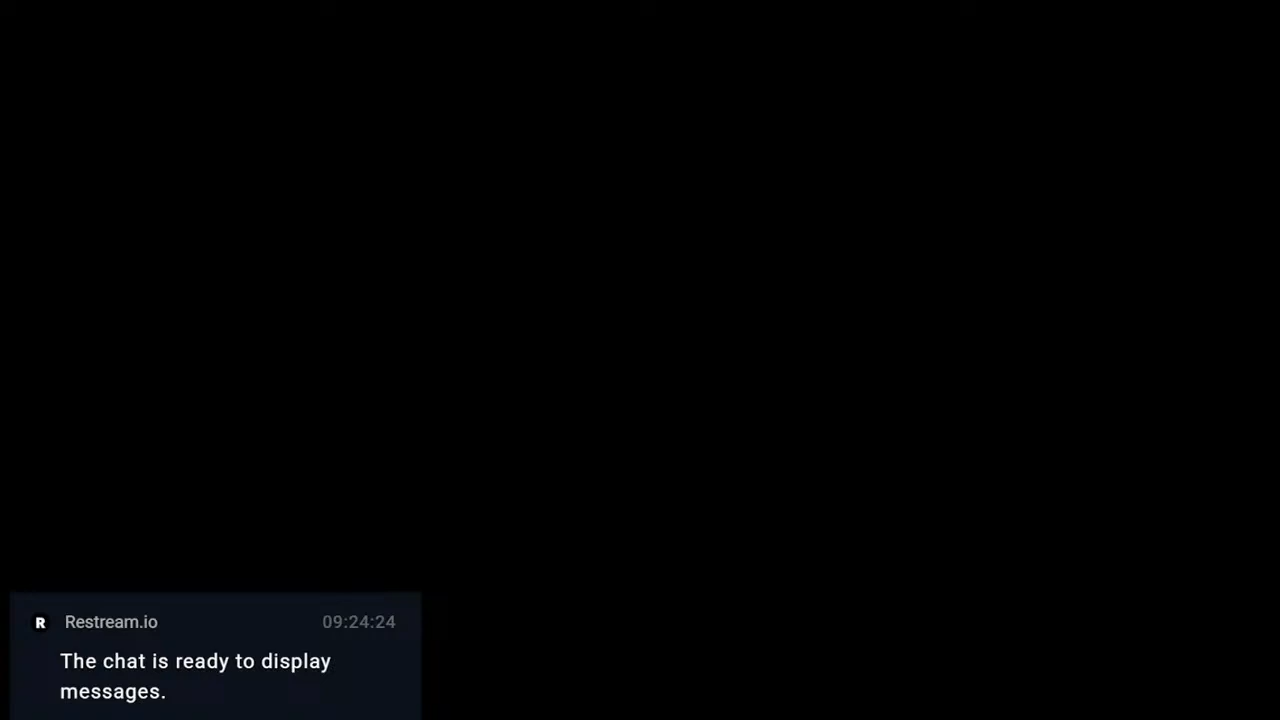 R Restream.io 09:24:24
The chat is ready to display
messages.